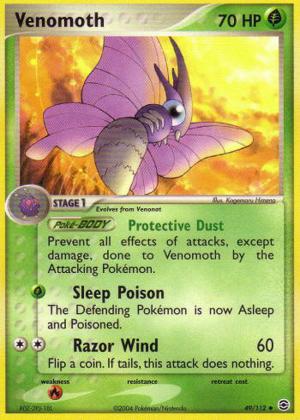 Venomoth 70 HP
Illus. Kagemaru Himeno
STAGE 1
Evolves from Venonat
Poké-BODY Protective Dust
Prevent all effects of attacks, except
damage, done to Venomoth by the
Attacking Pokémon.
Sleep Poison
The Defending Pokémon is now Asleep
and Poisoned.
Razor Wind 60
Flip a coin. If tails, this attack does nothing.
weakness resistance retreat cost
©2004 Pokémon/Nintendo 49/112